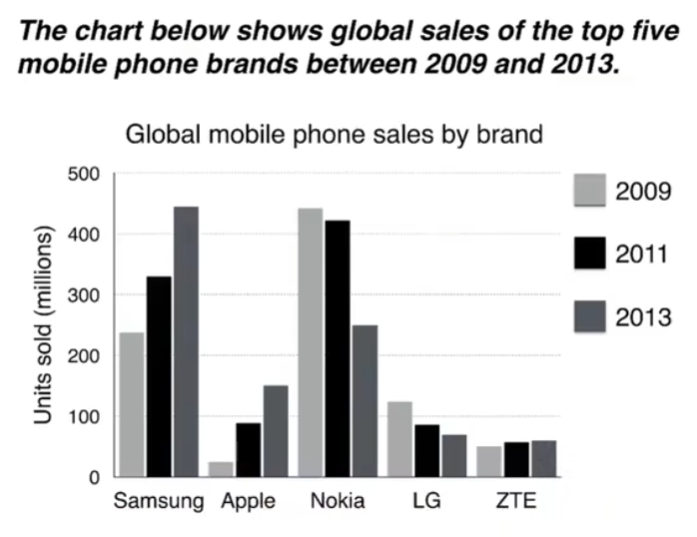 The chart below shows global sales of the top five
mobile phone brands between 2009 and 2013.
Global mobile phone sales by brand
Units sold (millions)
500
400
300
200
100
0
Samsung Apple Nokia LG ZTE
2009
2011
2013